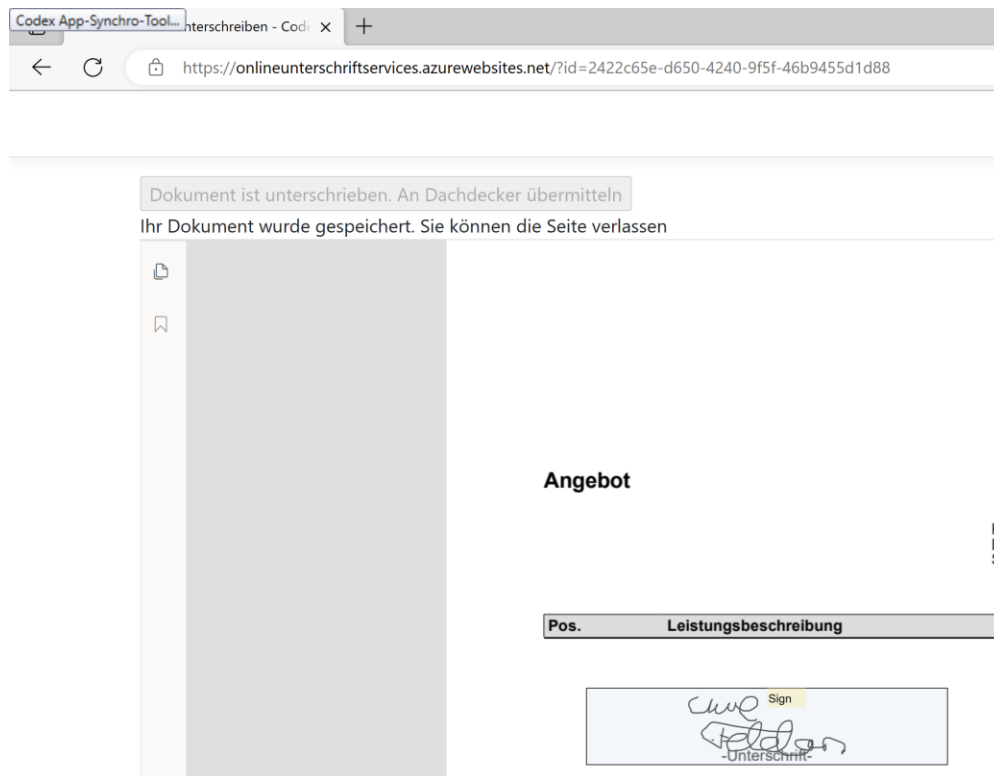 Codex App-Synchro-Tool...
nterschreiben - Cod
https://onlineunterschriftservices.azurewebsites.net/?id=2422c65e-d650-4240-9f5f-46b9455d1d88
Dokument ist unterschrieben. An Dachdecker übermitteln
Ihr Dokument wurde gespeichert. Sie können die Seite verlassen
Angebot
Pos. Leistungsbeschreibung
Sign
-Unterschrift-